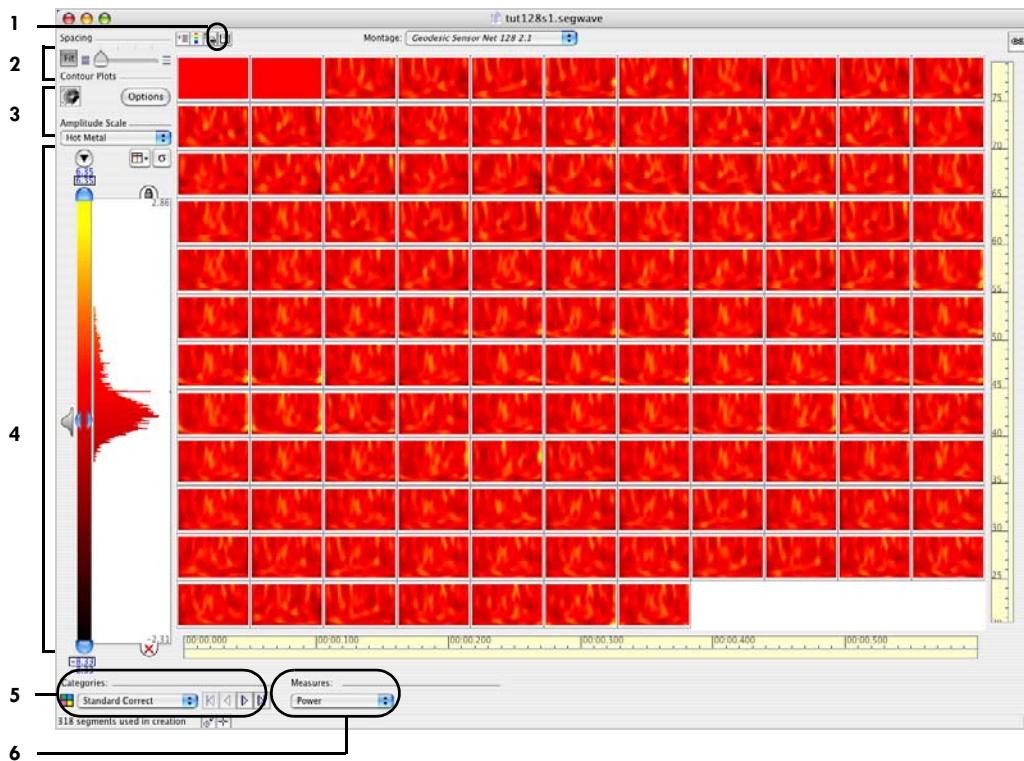 1
tut128s1.segwave
Spacing
Montage: Geodesic Sensor Net 128 2.1
2
Fit
Contour Plots
3
Options
Amplitude Scale
Hot Metal
σ
6.35
6.35
2.86
75
70
65
60
55
50
45
40
35
30
25
4
-2.31
00:00.000 00:00.100 00:00.200 00:00.300 00:00.400 00:00.500
Categories: Measures:
5
Standard Correct Power
318 segments used in creation
6